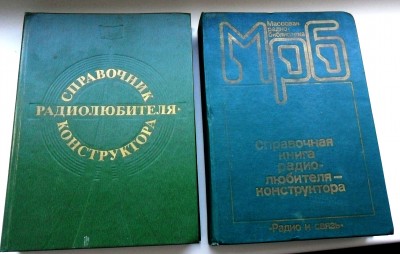 СПРАВОЧНИК
РАДИОЛЮБИТЕЛЯ-
КОНСТРУКТОРА
Массовая
радио-
библиотека
Мрб
Справочная
книга
радио-
любителя-
конструктора
«Радио и связь»